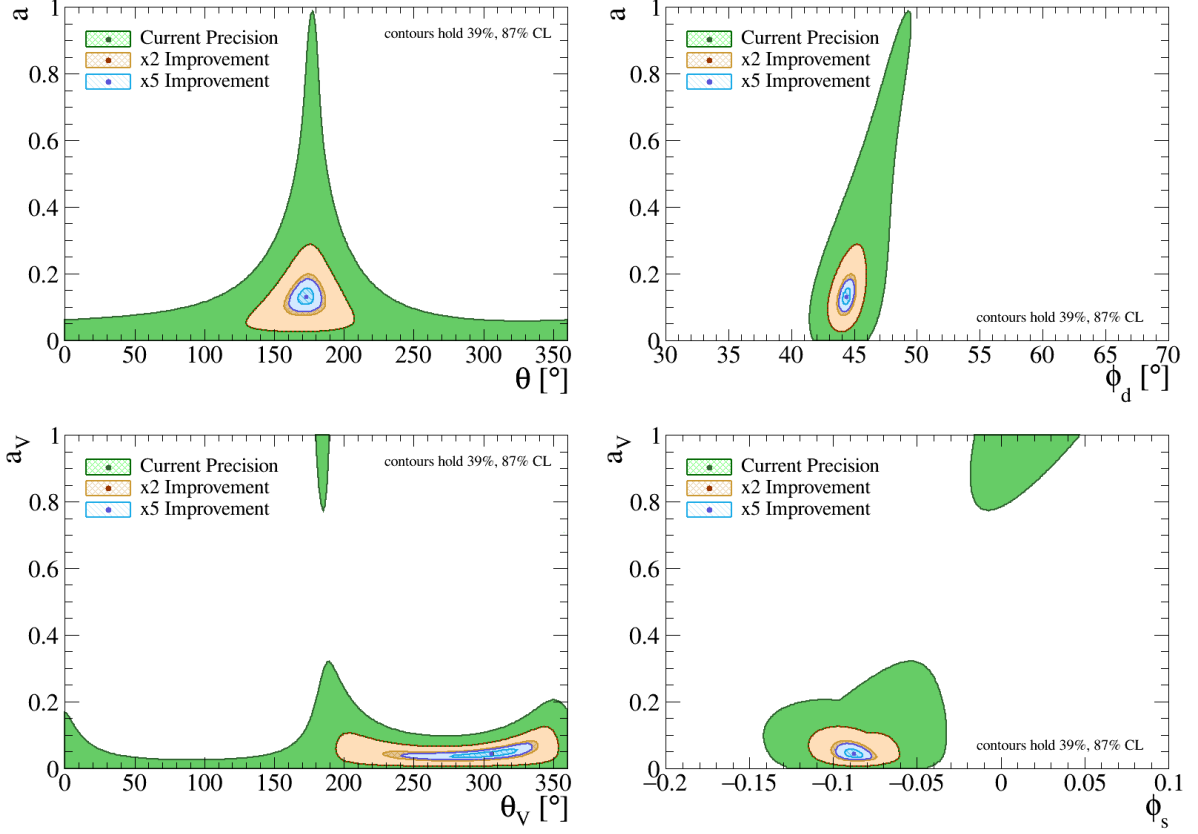 a
1
0.8
0.6
0.4
0.2
0
Current Precision
x2 Improvement
x5 Improvement
contours hold 39%, 87% CL
0 50 100 150 200 250 300 350
θ [°]
a
1
0.8
0.6
0.4
0.2
0
Current Precision
x2 Improvement
x5 Improvement
contours hold 39%, 87% CL
30 35 40 45 50 55 60 65 70
ϕ_d [°]
a_V
1
0.8
0.6
0.4
0.2
0
Current Precision
x2 Improvement
x5 Improvement
contours hold 39%, 87% CL
0 50 100 150 200 250 300 350
θ_V [°]
a_V
1
0.8
0.6
0.4
0.2
0
Current Precision
x2 Improvement
x5 Improvement
contours hold 39%, 87% CL
−0.2 −0.15 −0.1 −0.05 0 0.05 0.1
ϕ_s